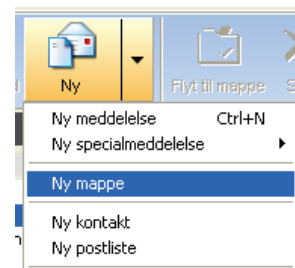 Ny
Flyt til mappe
Ny meddelelse Ctrl+N
Ny specialmeddelelse
Ny mappe
Ny kontakt
Ny postliste